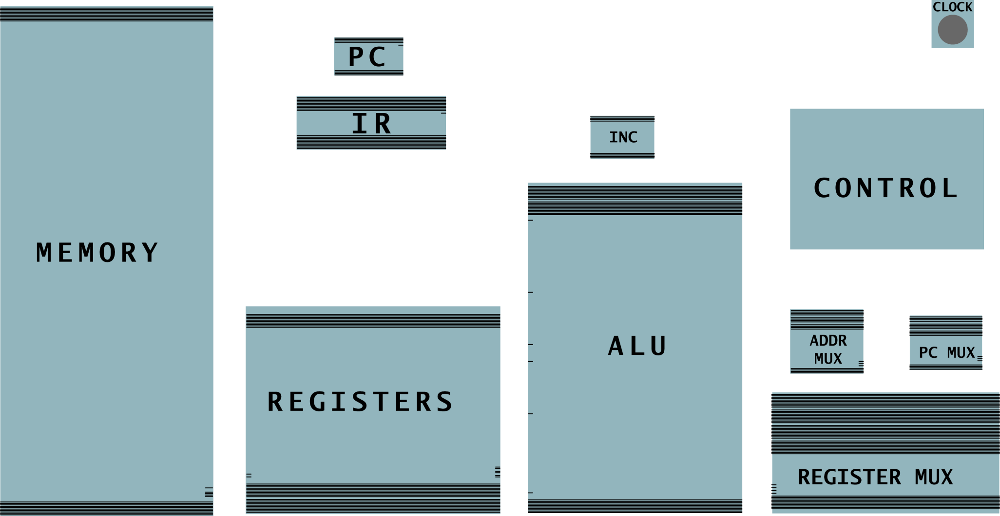 CLOCK
PC
IR
INC
CONTROL
MEMORY
ALU
ADDR
MUX
PC MUX
REGISTERS
REGISTER MUX